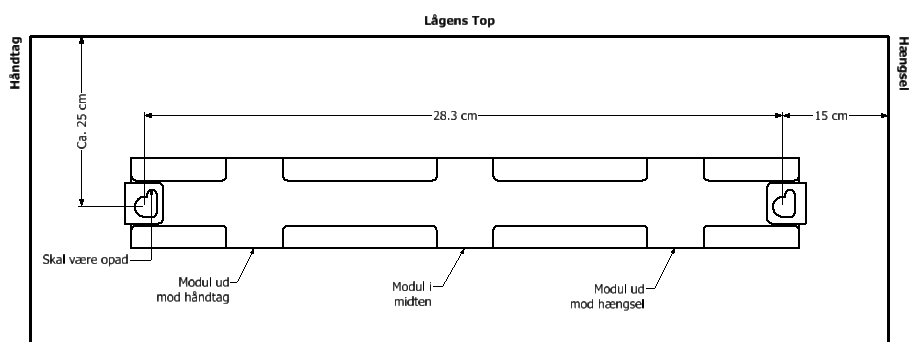 Lågens Top
Håndtag
Hængsel
Ca. 25 cm
28.3 cm
15 cm
Skal være opad
Modul ud
mod håndtag
Modul i
midten
Modul ud
mod hængsel